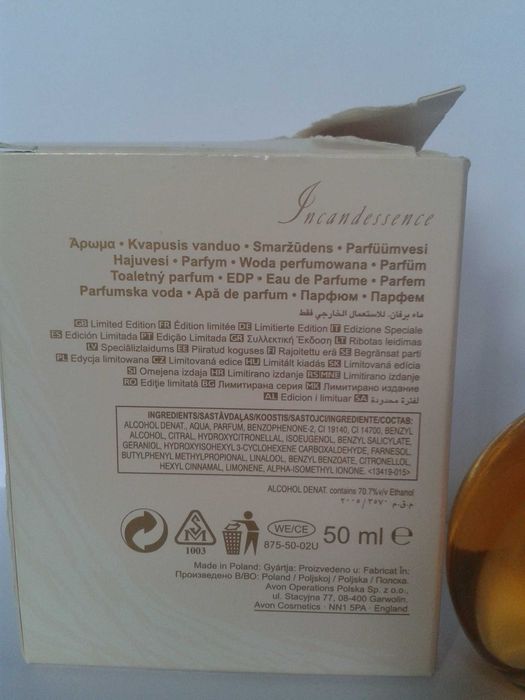 Incandessence
Άρωμα • Kvapusis vanduo • Smaržūdens • Parfüümvesi
Hajuvesi • Parfym • Woda perfumowana • Parfüm
Toaletný parfum • EDP • Eau de Parfume • Parfem
Parfumska voda • Apă de parfum • Парфюм • Парфем
ماء برفان. للاستعمال الخارجي فقط
GB Limited Edition FR Édition limitée DE Limitierte Edition IT Edizione Speciale
ES Edición Limitada PT Edição Limitada GR Συλλεκτική Έκδοση LT Ribotas leidimas
LV Speciālizlaidums EE Piiratud koguses FI Rajoitettu erä SE Begränsat parti
PL Edycja limitowana CZ Limitovaná edice HU Limitált kiadás SK Limitovaná edícia
SI Omejena izdaja HR Limitirano izdanje RS MNE Limitirano izdanje
RO Ediţie limitată BG Лимитирана серия MK Лимитирано издание
AL Edicion i limituar SA لفترة محدودة
INGREDIENTS/SASTĀVDAĻAS/KOOSTIS/SASTOJCI/INGREDIENTE/СЪСТАВ:
ALCOHOL DENAT., AQUA, PARFUM, BENZOPHENONE-2, CI 19140, CI 14700, BENZYL
ALCOHOL, CITRAL, HYDROXYCITRONELLAL, ISOEUGENOL, BENZYL SALICYLATE,
GERANIOL, HYDROXYISOHEXYL 3-CYCLOHEXENE CARBOXALDEHYDE, FARNESOL,
BUTYLPHENYL METHYLPROPIONAL, LINALOOL, BENZYL BENZOATE, CITRONELLOL,
HEXYL CINNAMAL, LIMONENE, ALPHA-ISOMETHYL IONONE. <13419-015>
ALCOHOL DENAT. contains 70.7%v/v Ethanol
م.ق.م. ٣٥٧٠ / ٢٠٠٥
1003
WE/CE
875-50-02U
50 ml e
Made in Poland: Gyártja: Proizvedeno u: Fabricat în:
Произведено В/ВО: Poland / Poljskoj / Poljska / Полска.
Avon Operations Polska Sp. z o.o.,
ul. Stacyjna 77, 08-400 Garwolin.
Avon Cosmetics • NN1 5PA • England.